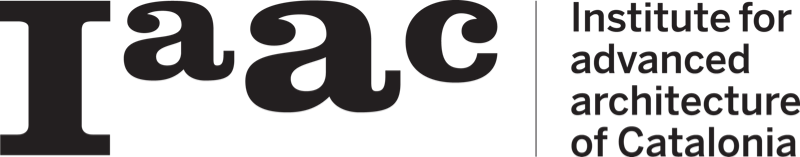 Iaac
Institute for
advanced
architecture
of Catalonia